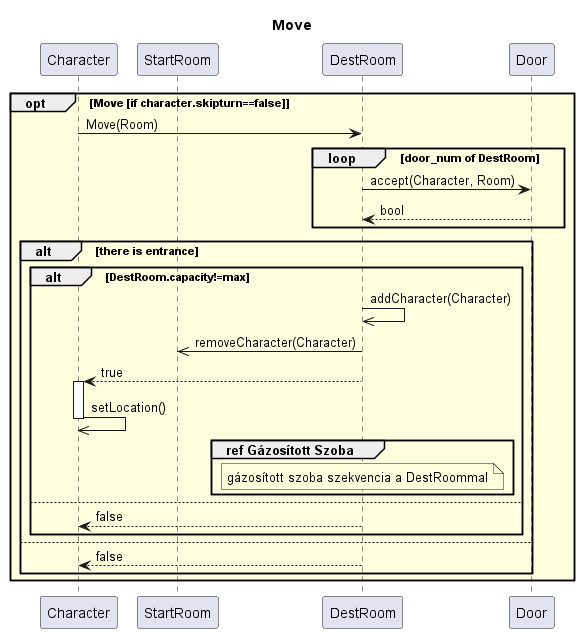 Move
Character StartRoom DestRoom Door
opt [Move [if character.skipturn==false]]
Move(Room)
loop [door_num of DestRoom]
accept(Character, Room)
bool
alt [there is entrance]
alt [DestRoom.capacity!=max]
addCharacter(Character)
removeCharacter(Character)
true
setLocation()
ref Gázosított Szoba
gázosított szoba szekvencia a DestRoommal
false
false
Character StartRoom DestRoom Door